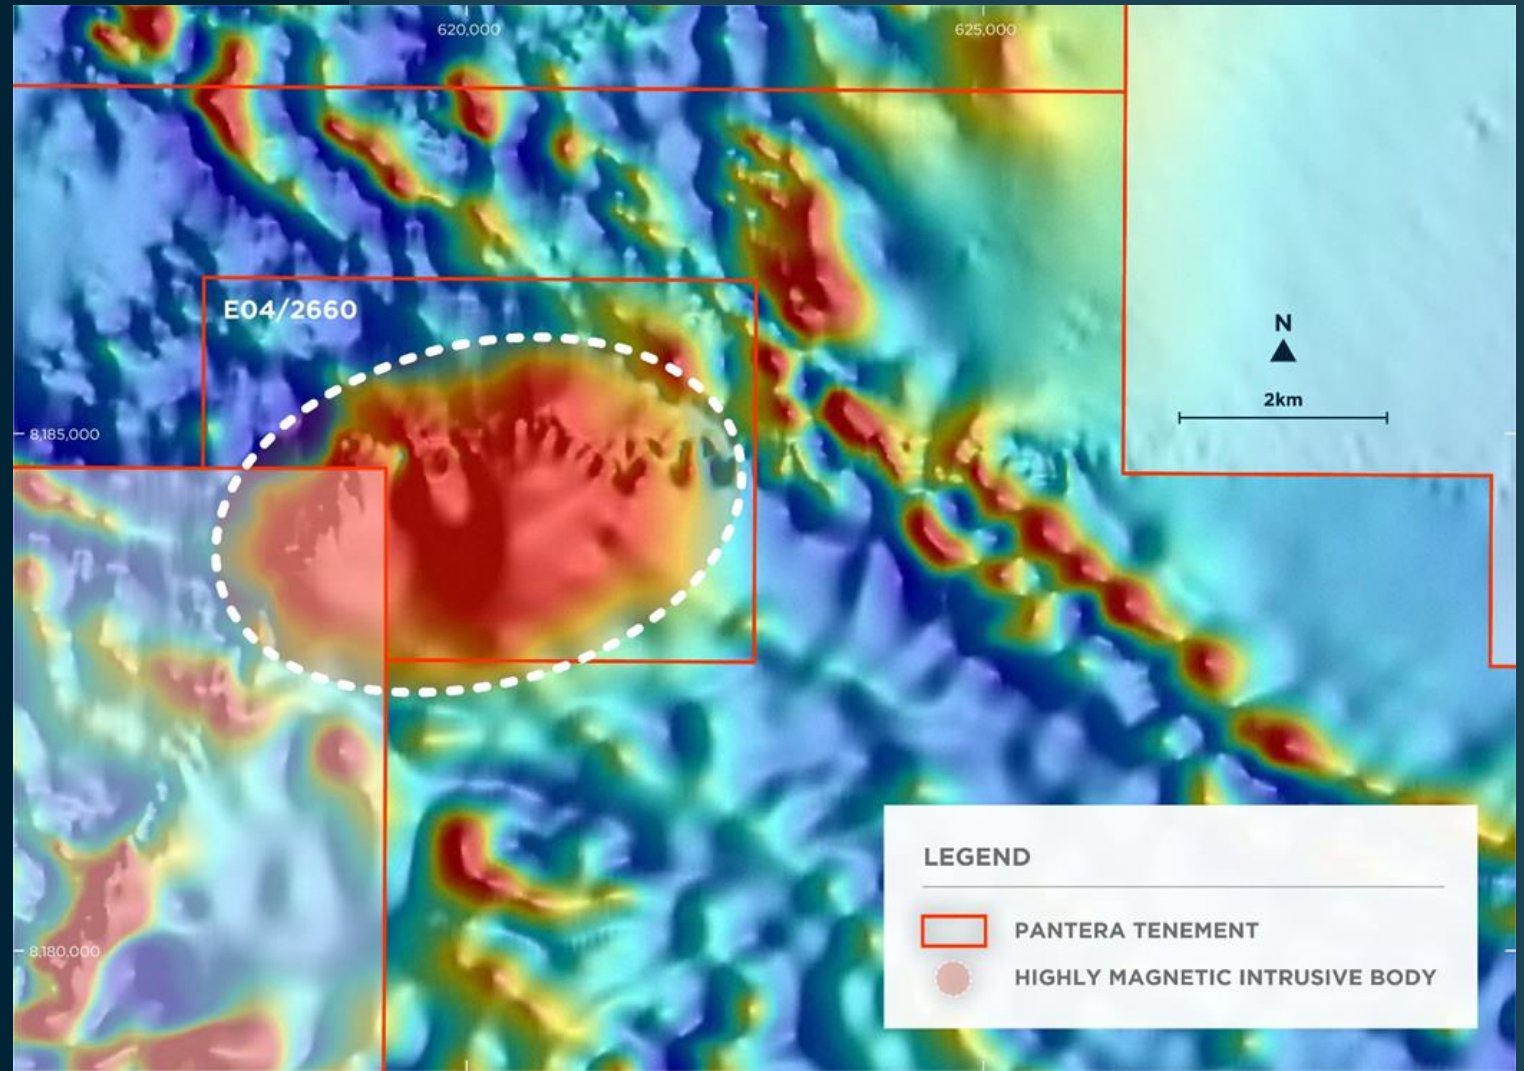 620,000
625,000
E04/2660
N
2km
8,185,000
8,180,000
LEGEND
PANTERA TENEMENT
HIGHLY MAGNETIC INTRUSIVE BODY